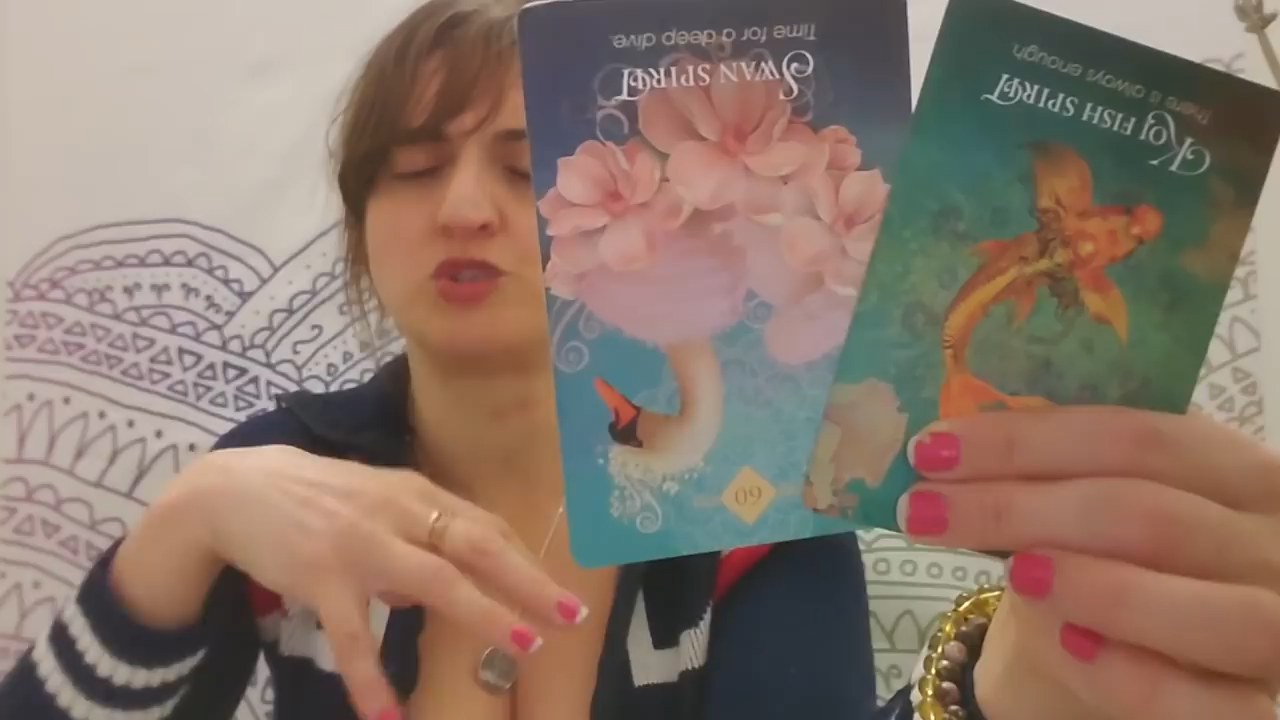 SWAN SPIRIT
Time for a deep dive.
60
KOI FISH SPIRIT
There is always enough